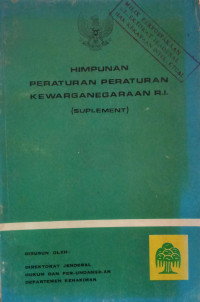 HIMPUNAN
PERATURAN PERATURAN
KEWARGANEGARAAN R.I.
(SUPLEMENT)
DISUSUN OLEH:
DIREKTORAT JENDERAL
HUKUM DAN PERUNDANGAN
DEPARTEMEN KEHAKIMAN